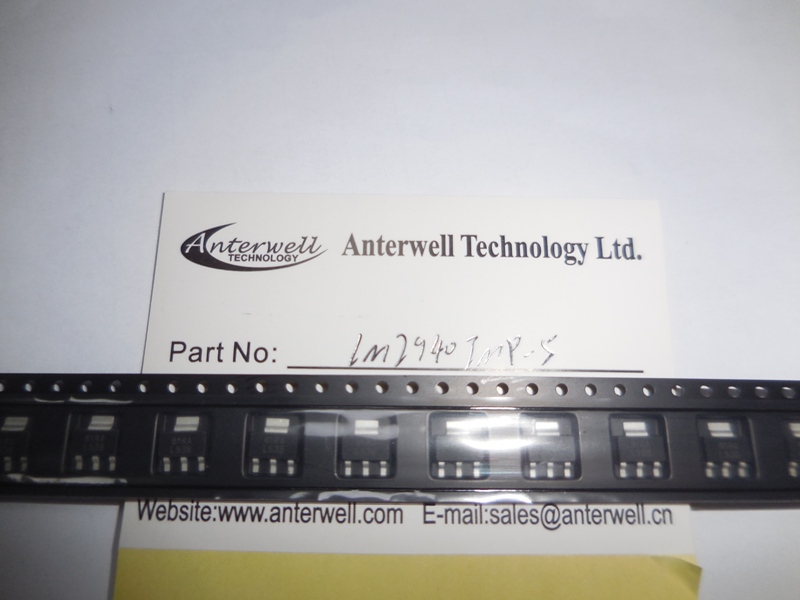 Anterwell
TECHNOLOGY
Anterwell Technology Ltd.
Part No: LM2940IMP-5
Website:www.anterwell.com E-mail:sales@anterwell.cn